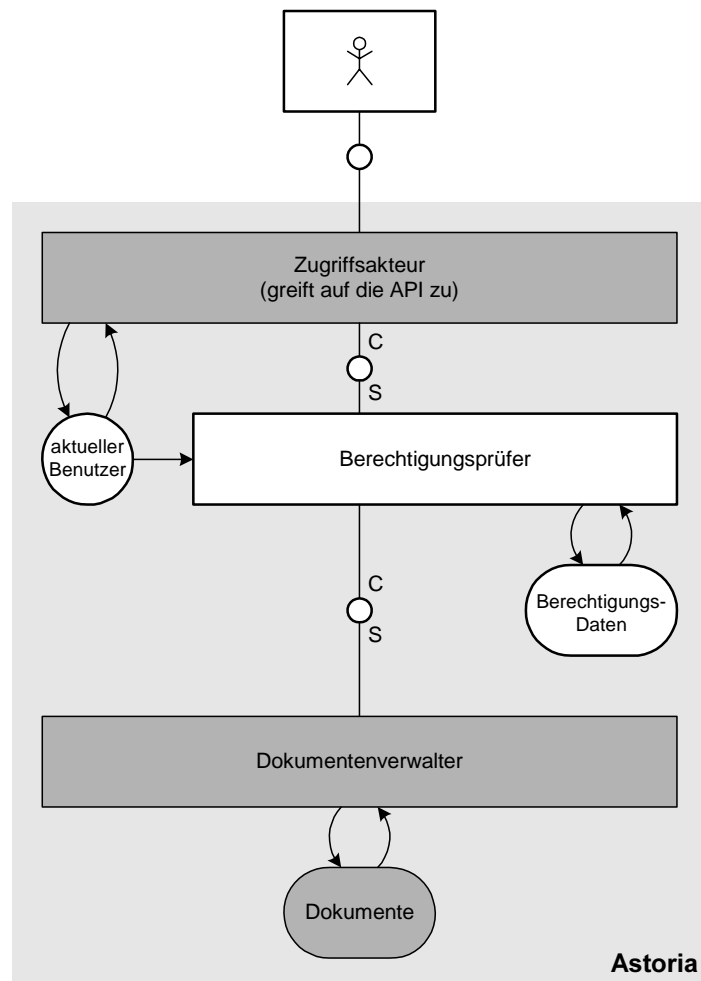 Zugriffsakteur
(greift auf die API zu)
C
S
aktueller
Benutzer
Berechtigungsprüfer
C
S
Berechtigungs-
Daten
Dokumentenverwalter
Dokumente
Astoria